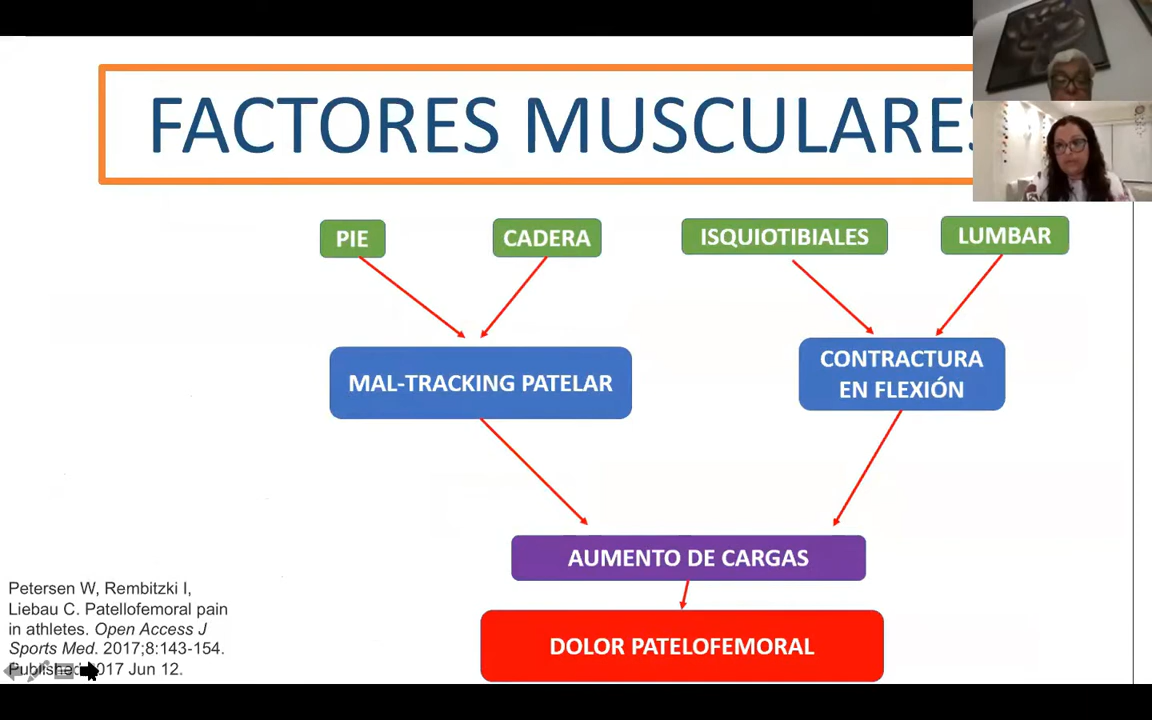 FACTORES MUSCULARES
PIE
CADERA
ISQUIOTIBIALES
LUMBAR
MAL-TRACKING PATELAR
CONTRACTURA
EN FLEXIÓN
AUMENTO DE CARGAS
DOLOR PATELOFEMORAL
Petersen W, Rembitzki I,
Liebau C. Patellofemoral pain
in athletes. Open Access J
Sports Med. 2017;8:143-154.
Published 2017 Jun 12.